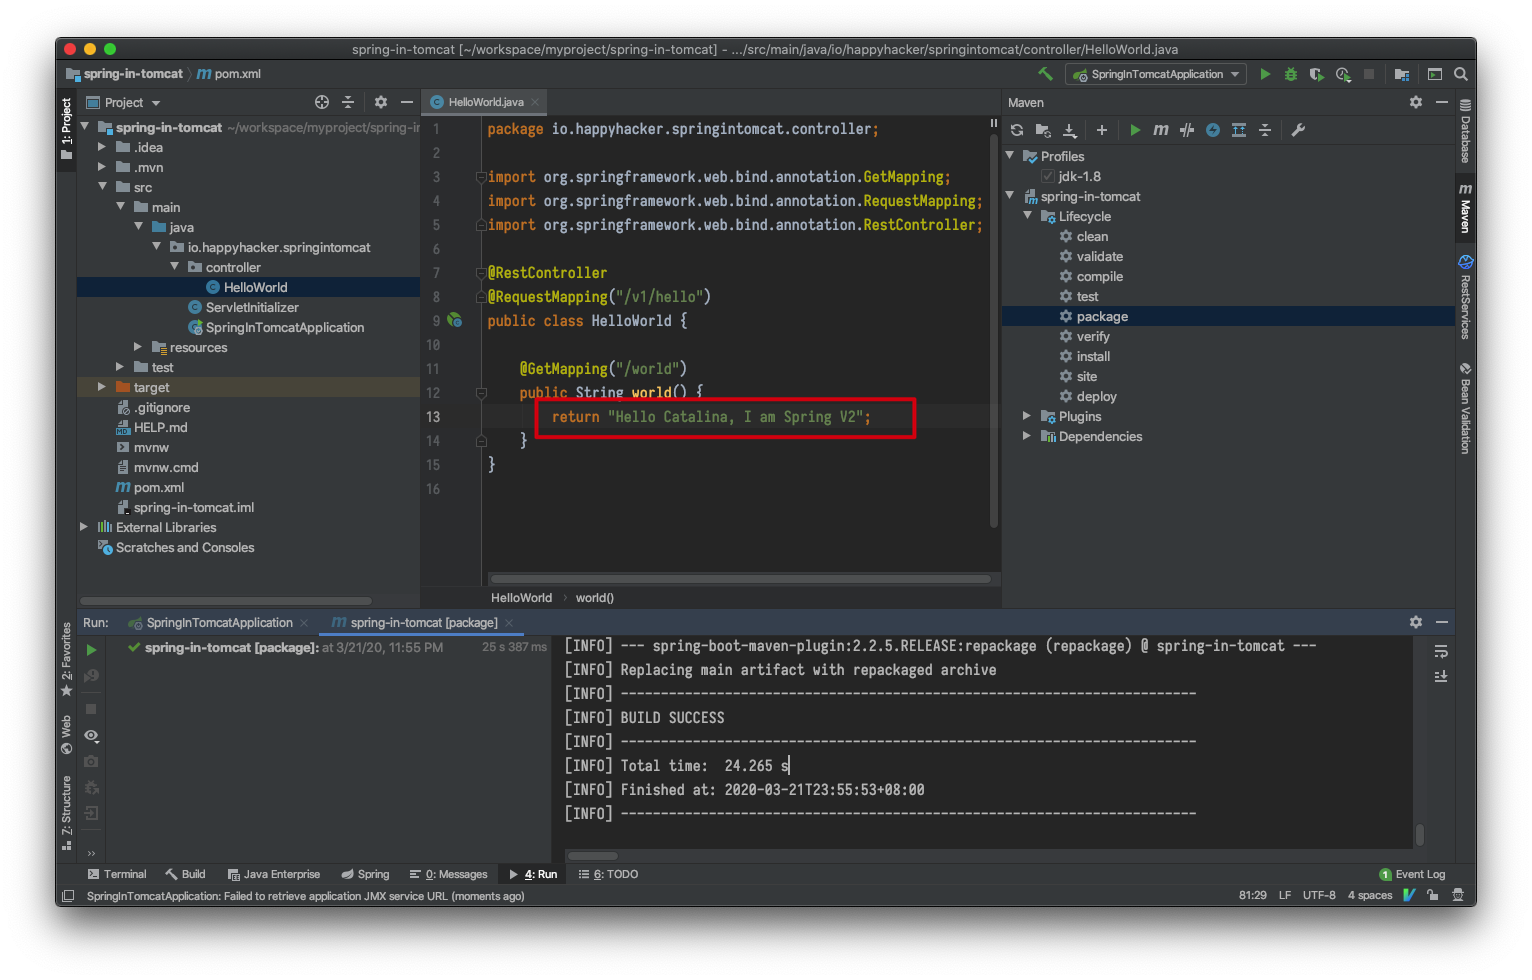 spring-in-tomcat [~/workspace/myproject/spring-in-tomcat] - .../src/main/java/io/happyhacker/springintomcat/controller/HelloWorld.java
spring-in-tomcat
pom.xml
SpringInTomcatApplication
1: Project
Project
spring-in-tomcat ~/workspace/myproject/spring-ir
.idea
.mvn
src
main
java
io.happyhacker.springintomcat
controller
HelloWorld
ServletInitializer
SpringInTomcatApplication
resources
test
target
.gitignore
HELP.md
mvnw
mvnw.cmd
pom.xml
spring-in-tomcat.iml
External Libraries
Scratches and Consoles
HelloWorld.java
1 package io.happyhacker.springintomcat.controller;
2
3 import org.springframework.web.bind.annotation.GetMapping;
4 import org.springframework.web.bind.annotation.RequestMapping;
5 import org.springframework.web.bind.annotation.RestController;
6
7 @RestController
8 @RequestMapping("/v1/hello")
9 public class HelloWorld {
10
11 @GetMapping("/world")
12 public String world() {
13 return "Hello Catalina, I am Spring V2";
14 }
15 }
16
HelloWorld
world()
Maven
Profiles
jdk-1.8
spring-in-tomcat
Lifecycle
clean
validate
compile
test
package
verify
install
site
deploy
Plugins
Dependencies
Database
Maven
RestServices
Bean Validation
Run:
SpringInTomcatApplication
spring-in-tomcat [package]
spring-in-tomcat [package]: at 3/21/20, 11:55 PM 25 s 387 ms
[INFO] --- spring-boot-maven-plugin:2.2.5.RELEASE:repackage (repackage) @ spring-in-tomcat ---
[INFO] Replacing main artifact with repackaged archive
[INFO] ------------------------------------------------------------------------
[INFO] BUILD SUCCESS
[INFO] ------------------------------------------------------------------------
[INFO] Total time:  24.265 s
[INFO] Finished at: 2020-03-21T23:55:53+08:00
[INFO] ------------------------------------------------------------------------
2: Favorites
Web
Z: Structure
Terminal
Build
Java Enterprise
Spring
0: Messages
4: Run
6: TODO
1 Event Log
SpringInTomcatApplication: Failed to retrieve application JMX service URL (moments ago)
81:29 LF UTF-8 4 spaces